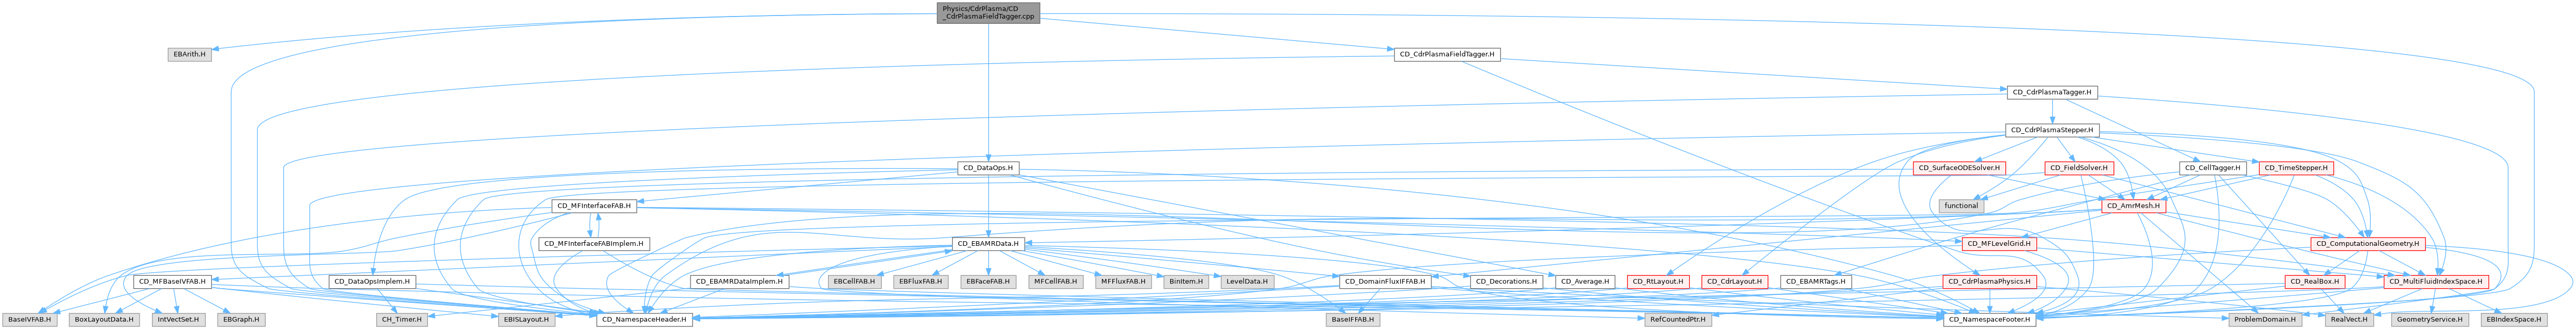 Physics/CdrPlasma/CD
_CdrPlasmaFieldTagger.cpp
EBArith.H
CD_CdrPlasmaFieldTagger.H
CD_CdrPlasmaTagger.H
CD_CdrPlasmaStepper.H
CD_DataOps.H
CD_SurfaceODESolver.H
CD_FieldSolver.H
CD_CellTagger.H
CD_TimeStepper.H
CD_MFInterfaceFAB.H
functional
CD_AmrMesh.H
CD_MFInterfaceFABImplem.H
CD_EBAMRData.H
CD_MFLevelGrid.H
CD_ComputationalGeometry.H
CD_MFBaseIVFAB.H
CD_DataOpsImplem.H
CD_EBAMRDataImplem.H
EBCellFAB.H
EBFluxFAB.H
EBFaceFAB.H
MFCellFAB.H
MFFluxFAB.H
BinItem.H
LevelData.H
CD_DomainFluxIFFAB.H
CD_Decorations.H
CD_Average.H
CD_RtLayout.H
CD_CdrLayout.H
CD_EBAMRTags.H
CD_CdrPlasmaPhysics.H
CD_RealBox.H
CD_MultiFluidIndexSpace.H
BaseIVFAB.H
BoxLayoutData.H
IntVectSet.H
EBGraph.H
CH_Timer.H
EBISLayout.H
CD_NamespaceHeader.H
BaseIFFAB.H
RefCountedPtr.H
CD_NamespaceFooter.H
ProblemDomain.H
RealVect.H
GeometryService.H
EBIndexSpace.H